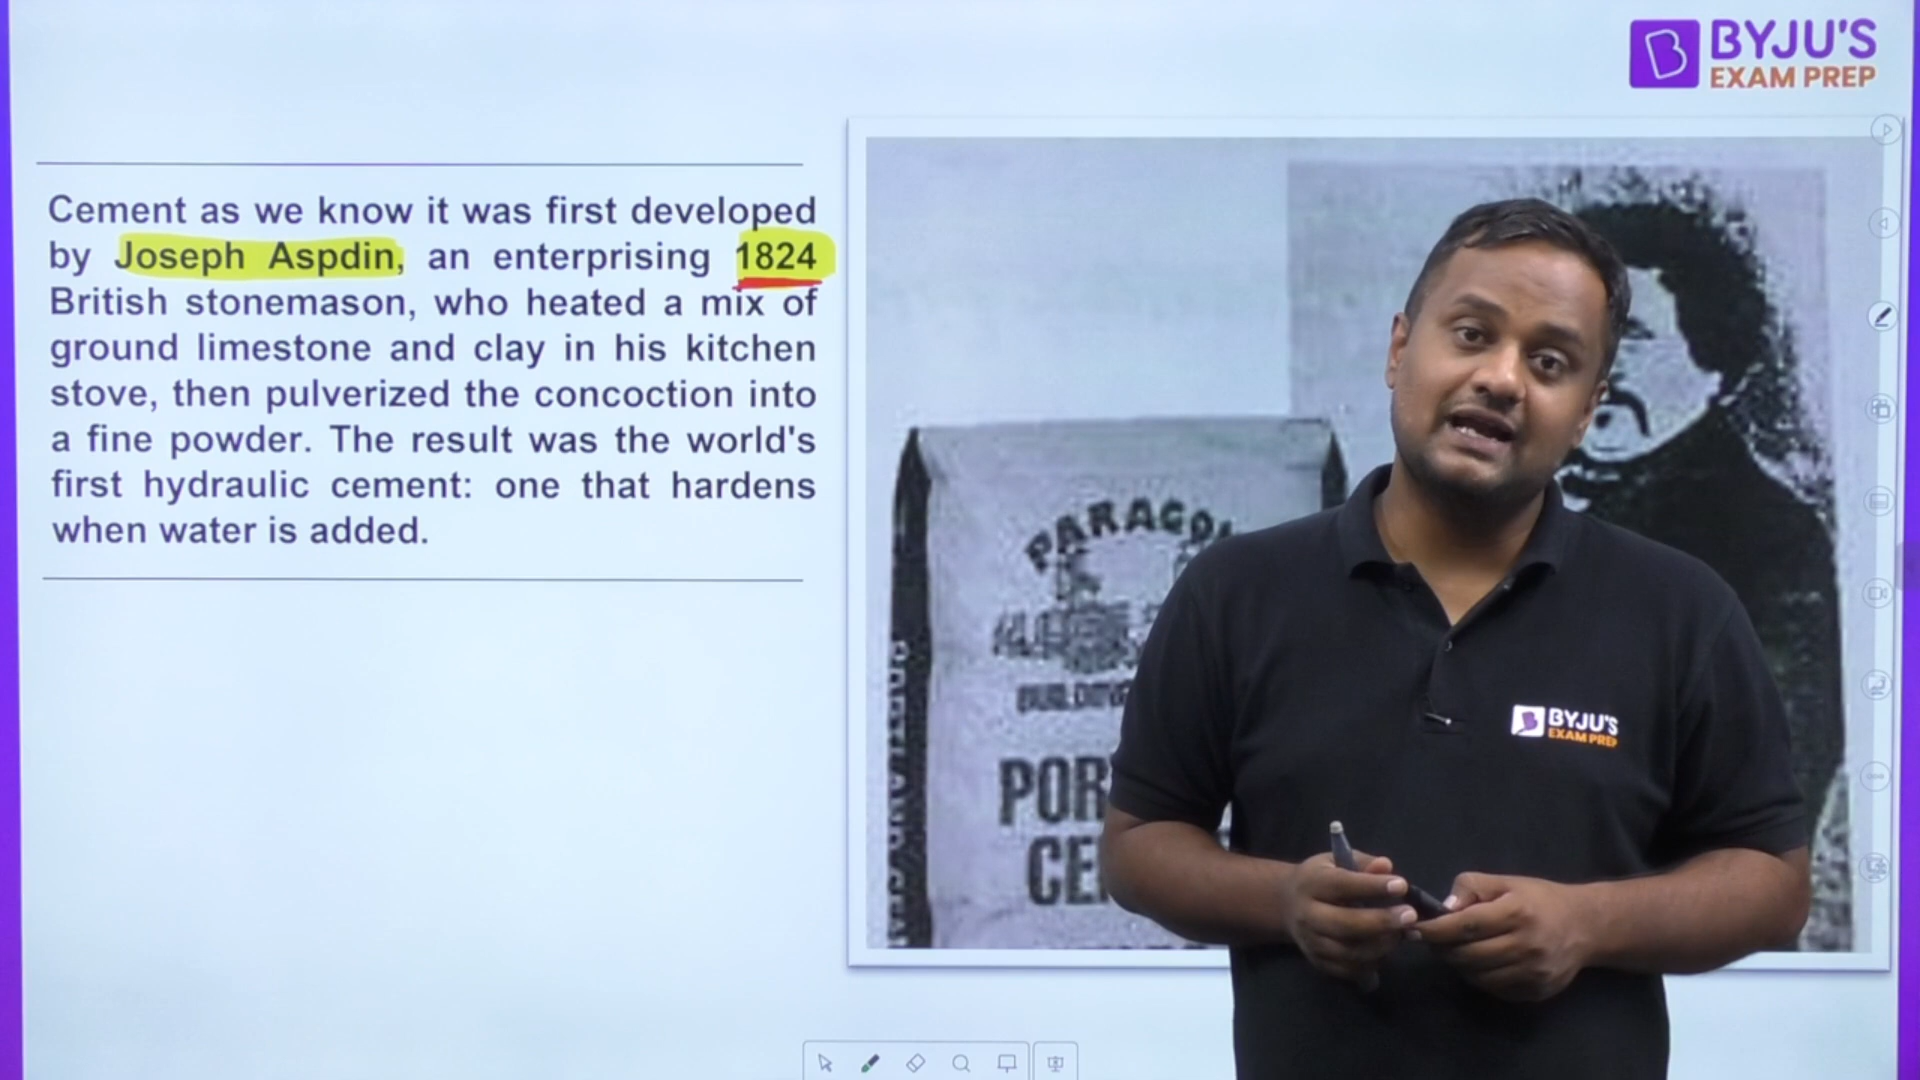 BYJU'S
EXAM PREP
Cement as we know it was first developed
by Joseph Aspdin, an enterprising 1824
British stonemason, who heated a mix of
ground limestone and clay in his kitchen
stove, then pulverized the concoction into
a fine powder. The result was the world's
first hydraulic cement: one that hardens
when water is added.
BYJU'S
EXAM PREP